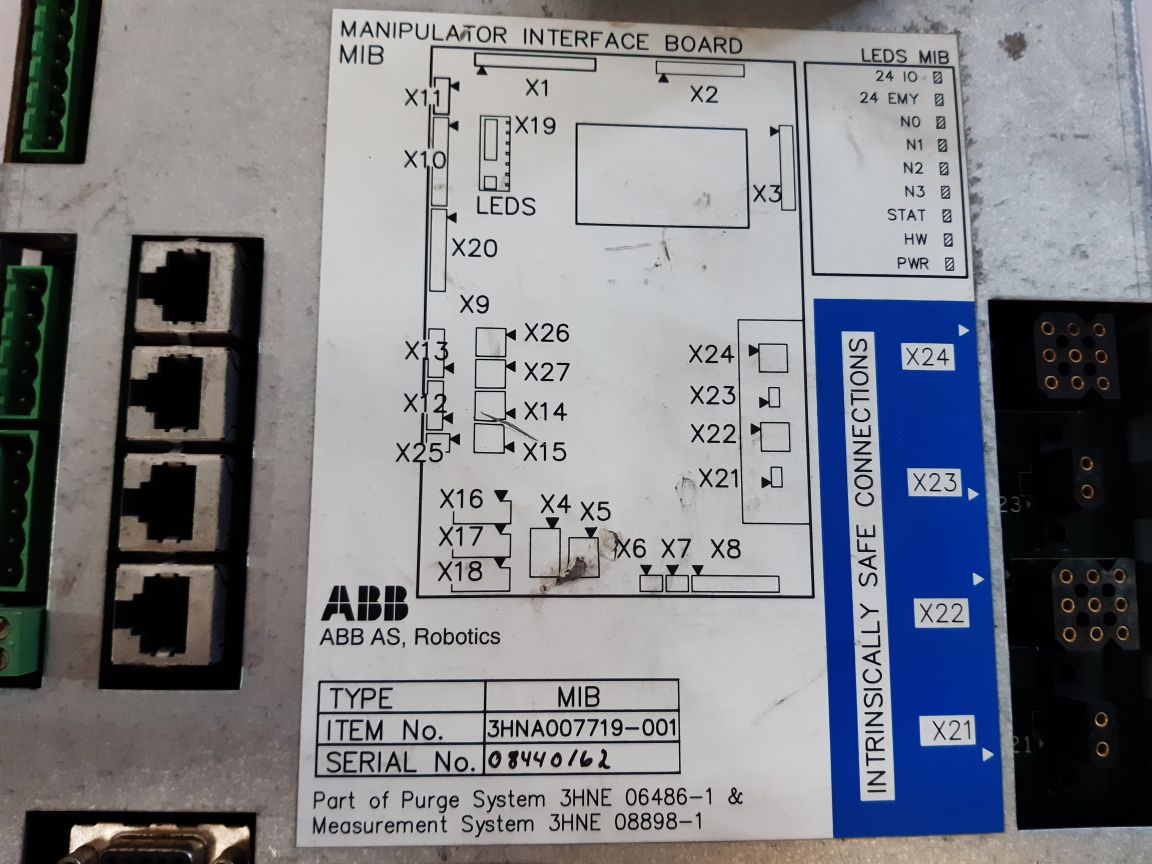 MANIPULATOR INTERFACE BOARD
MIB
X1
X2
X11
X19
X10
X3
LEDS
X20
X9
X13
X26
X27
X12
X14
X25
X15
X24
X23
X22
X21
X16
X4
X5
X17
X6
X7
X8
X18
LEDS MIB
24 IO
24 EMY
N0
N1
N2
N3
STAT
HW
PWR
INTRINSICALLY SAFE CONNECTIONS
X24
X23
X22
X21
23
21
ABB
ABB AS, Robotics
TYPE MIB
ITEM No. 3HNA007719-001
SERIAL No. 08440162
Part of Purge System 3HNE 06486-1 &
Measurement System 3HNE 08898-1